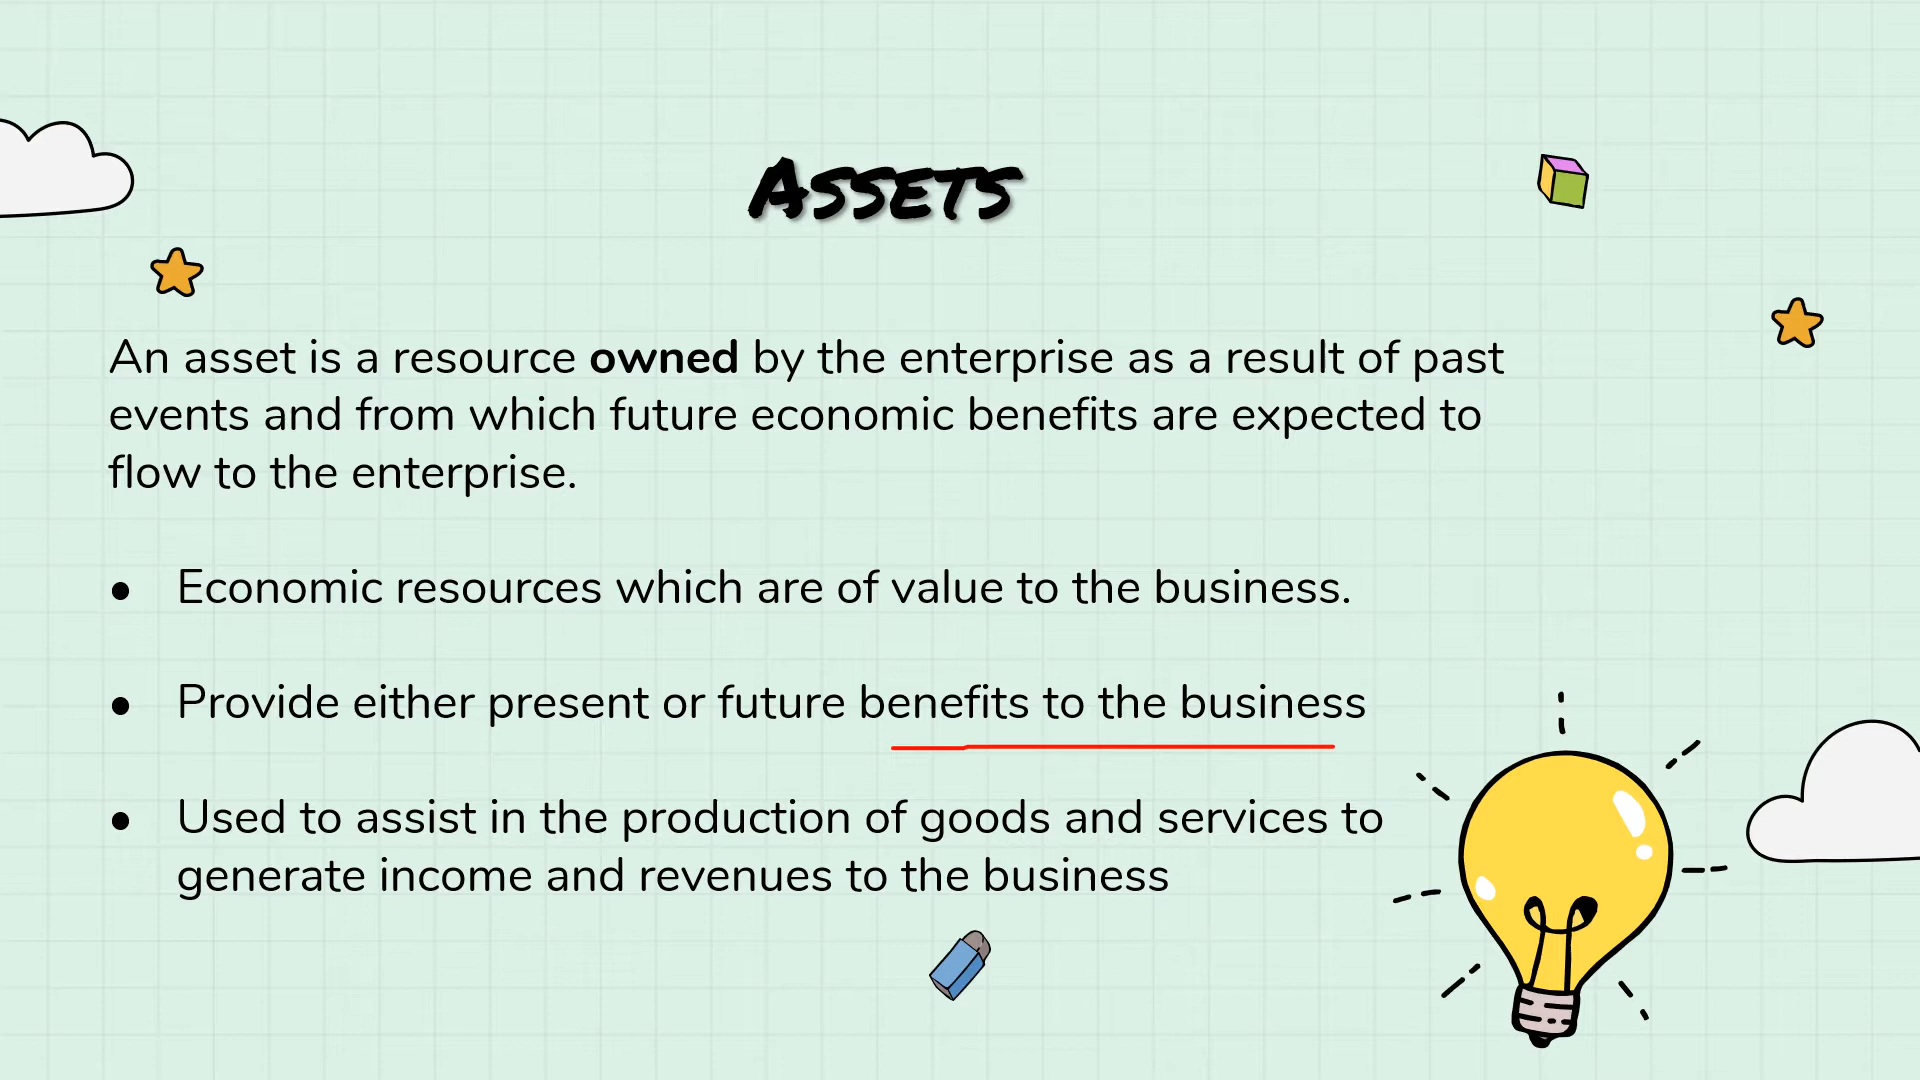 Assets
An asset is a resource owned by the enterprise as a result of past
events and from which future economic benefits are expected to
flow to the enterprise.
● Economic resources which are of value to the business.
● Provide either present or future benefits to the business
● Used to assist in the production of goods and services to
generate income and revenues to the business